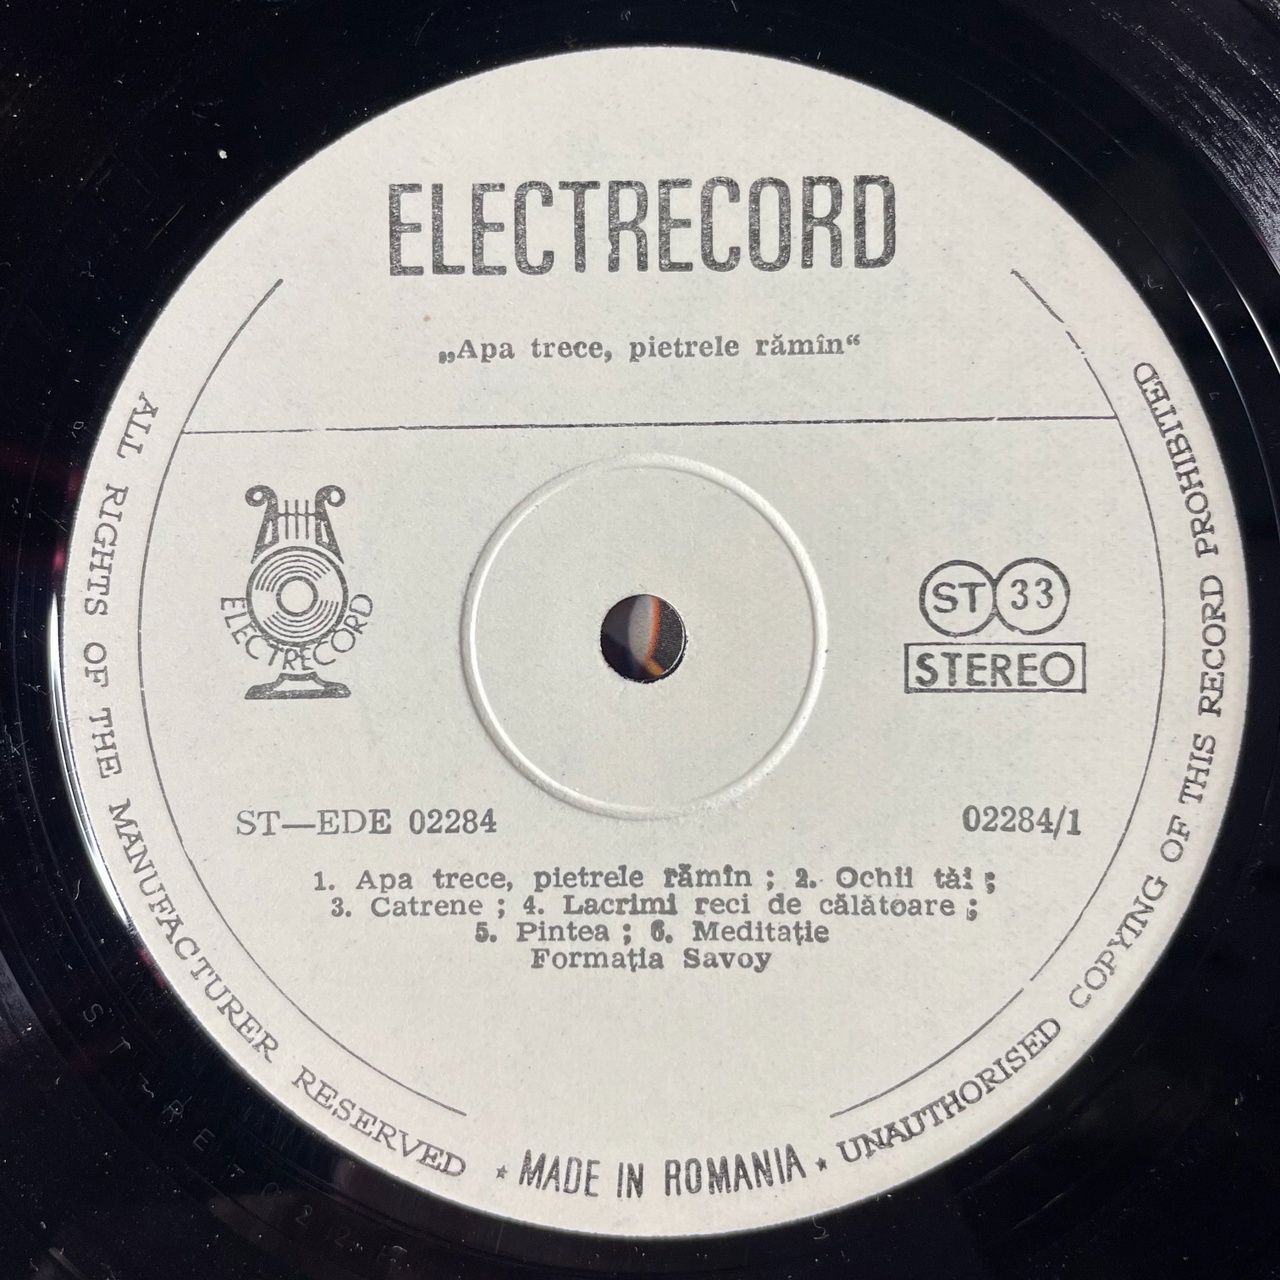 ELECTRECORD
„Apa trece, pietrele rămîn“
ELECTRECORD
ST 33
STEREO
ST—EDE 02284
02284/1
1. Apa trece, pietrele rămîn ; 2. Ochii tăi ;
3. Catrene ; 4. Lacrimi reci de călătoare ;
5. Pintea ; 6. Meditație
Formația Savoy
ALL RIGHTS OF THE MANUFACTURER RESERVED
* MADE IN ROMANIA *
UNAUTHORISED COPYING OF THIS RECORD PROHIBITED